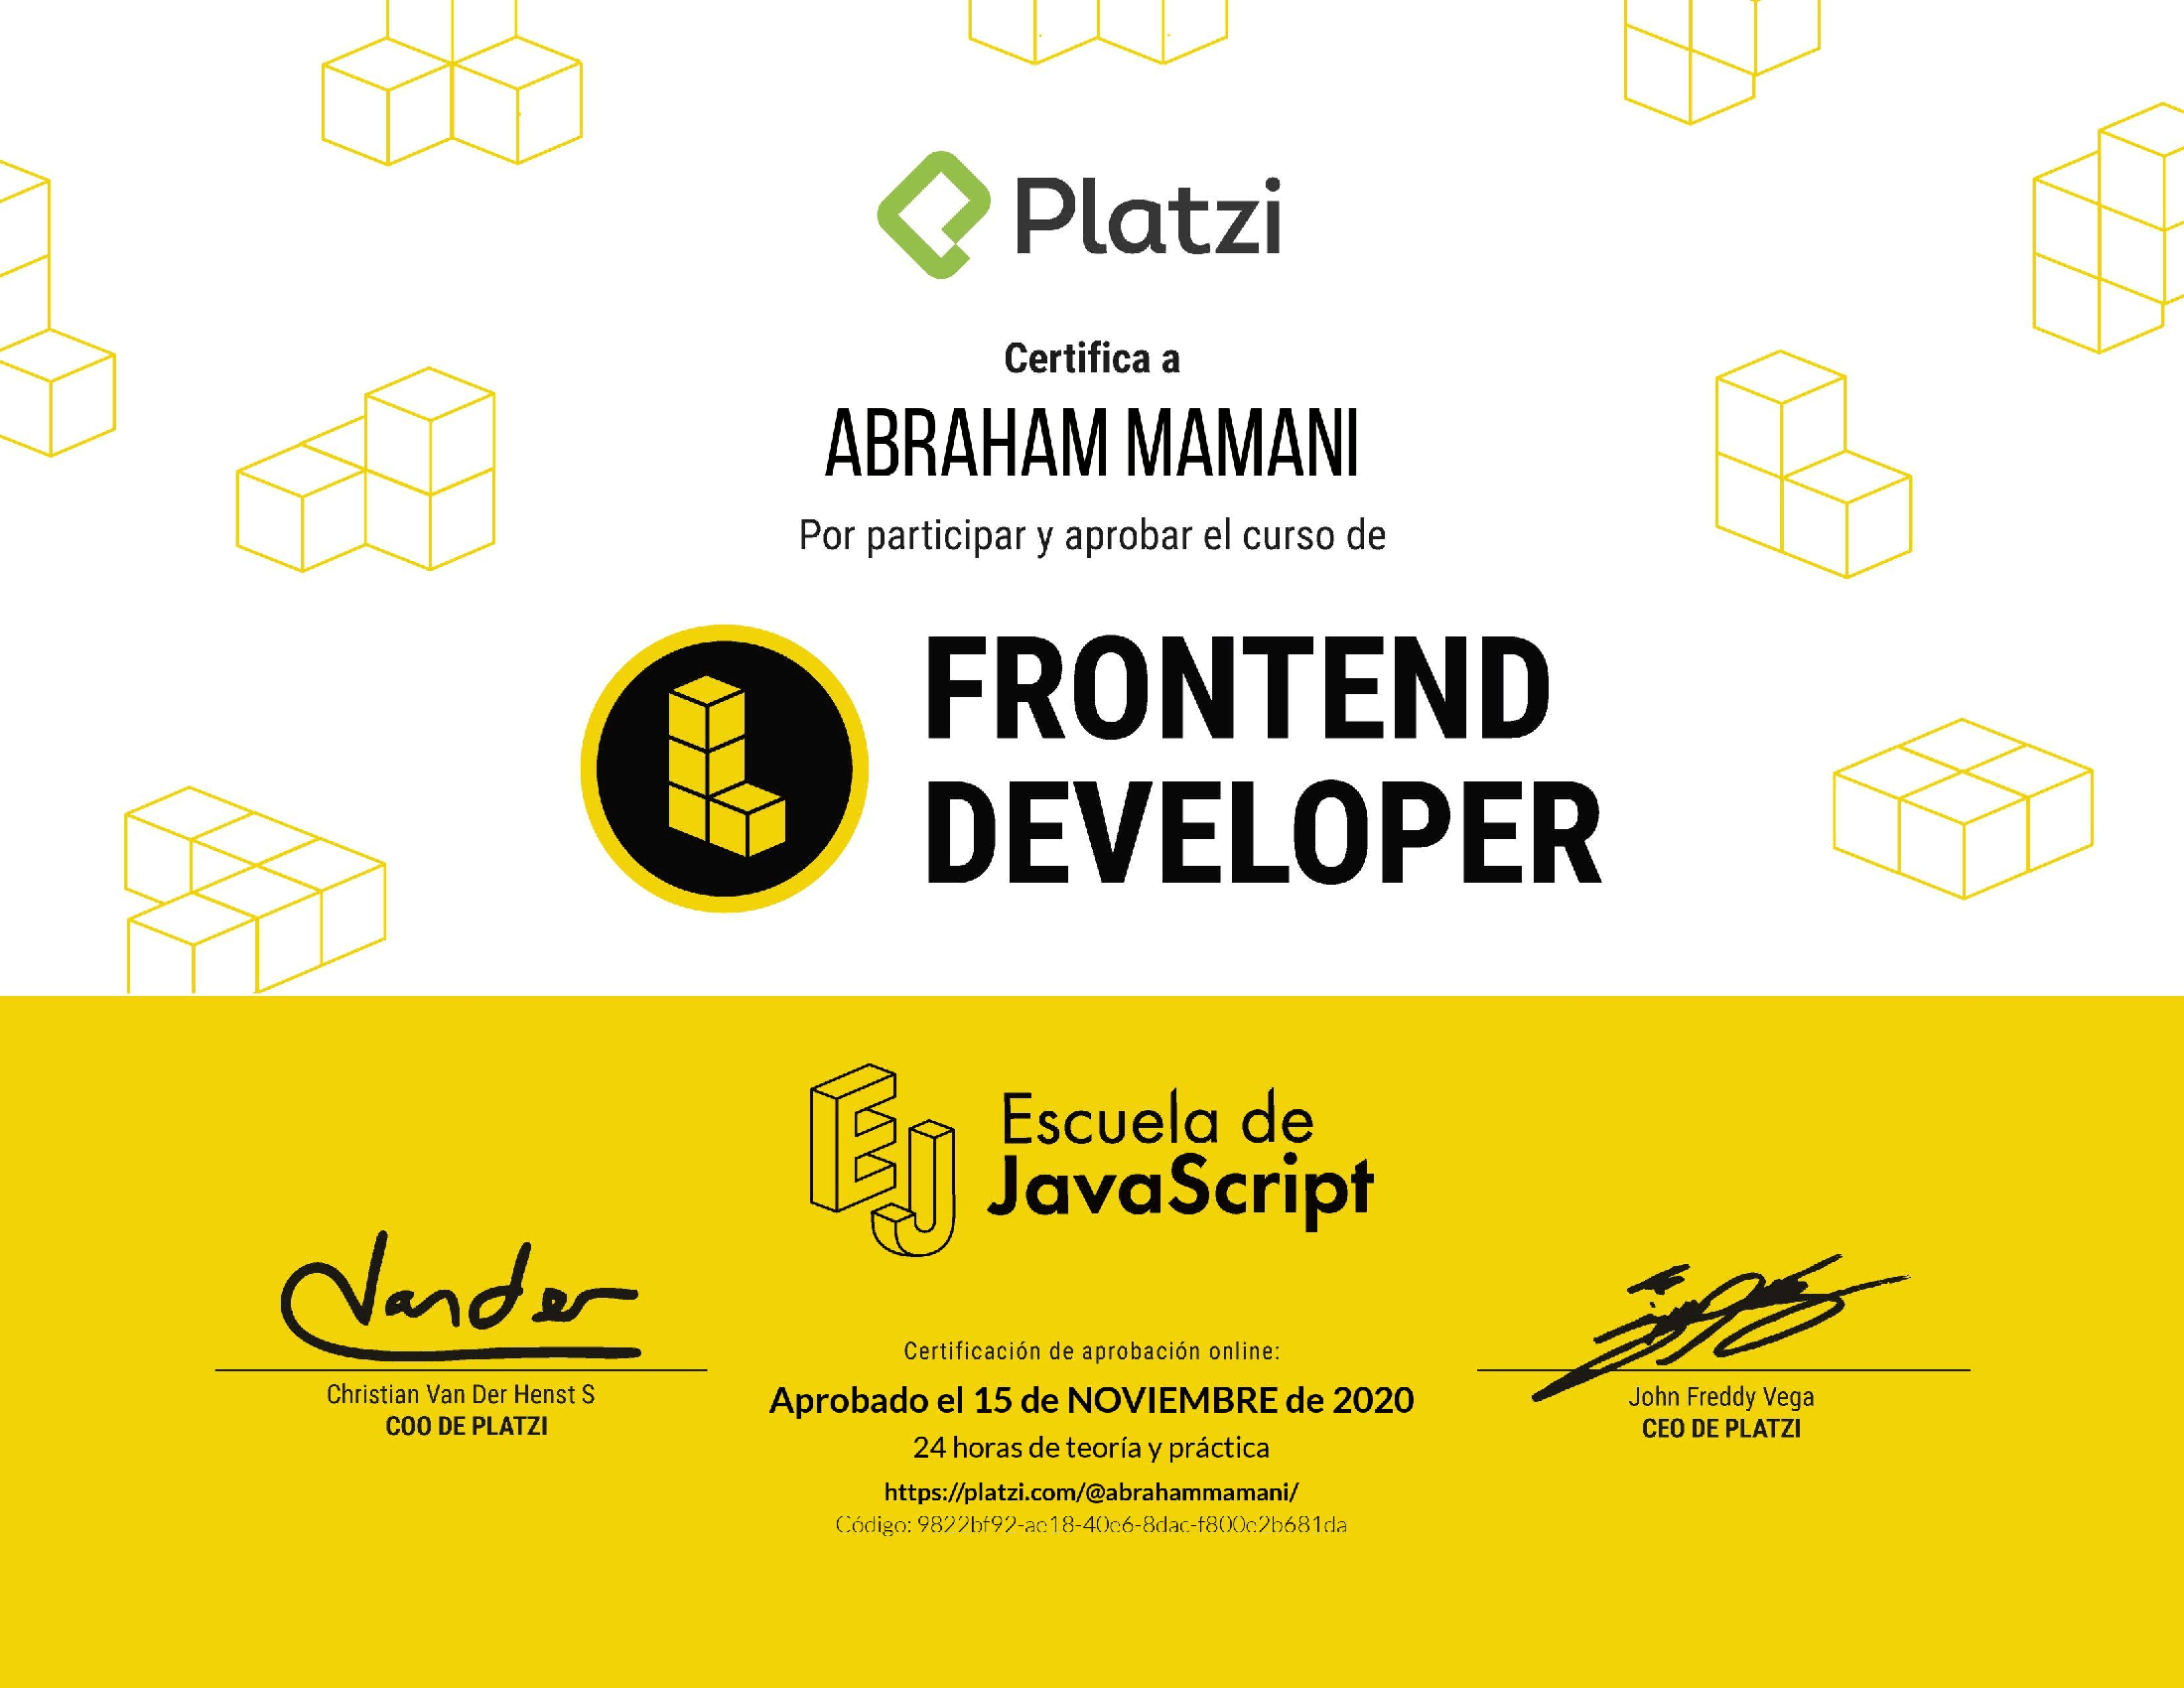 Platzi
Certifica a
ABRAHAM MAMANI
Por participar y aprobar el curso de
FRONTEND
DEVELOPER
EJ
Escuela de
JavaScript
Vander
Christian Van Der Henst S
COO DE PLATZI
Certificación de aprobación online:
Aprobado el 15 de NOVIEMBRE de 2020
24 horas de teoría y práctica
https://platzi.com/@abrahammamani/
Código: 9822bf92-ae18-40e6-8dac-f800e2b681da
John Freddy Vega
CEO DE PLATZI